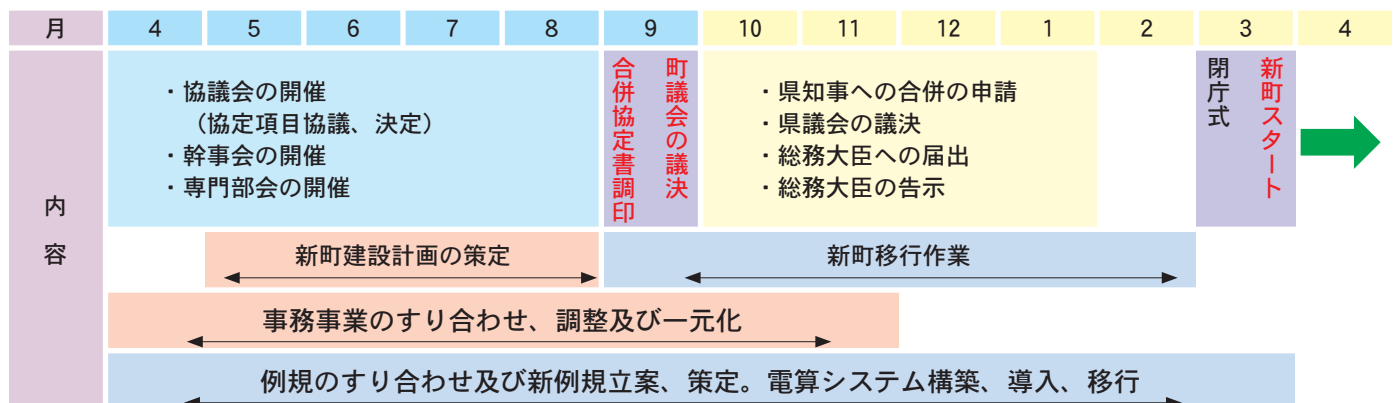 月 4 5 6 7 8 9 10 11 12 1 2 3 4
内容
・協議会の開催
（協定項目協議、決定）
・幹事会の開催
・専門部会の開催
町議会の議決
合併協定書調印
・県知事への合併の申請
・県議会の議決
・総務大臣への届出
・総務大臣の告示
新町スタート
閉庁式
新町建設計画の策定
新町移行作業
事務事業のすり合わせ、調整及び一元化
例規のすり合わせ及び新例規立案、策定。電算システム構築、導入、移行